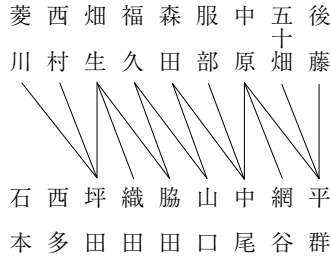 後藤
五十畑
中原
服部
森田
福久
畑生
西村
菱川
平群
網谷
中尾
山口
脇田
織田
坪田
西多
石本